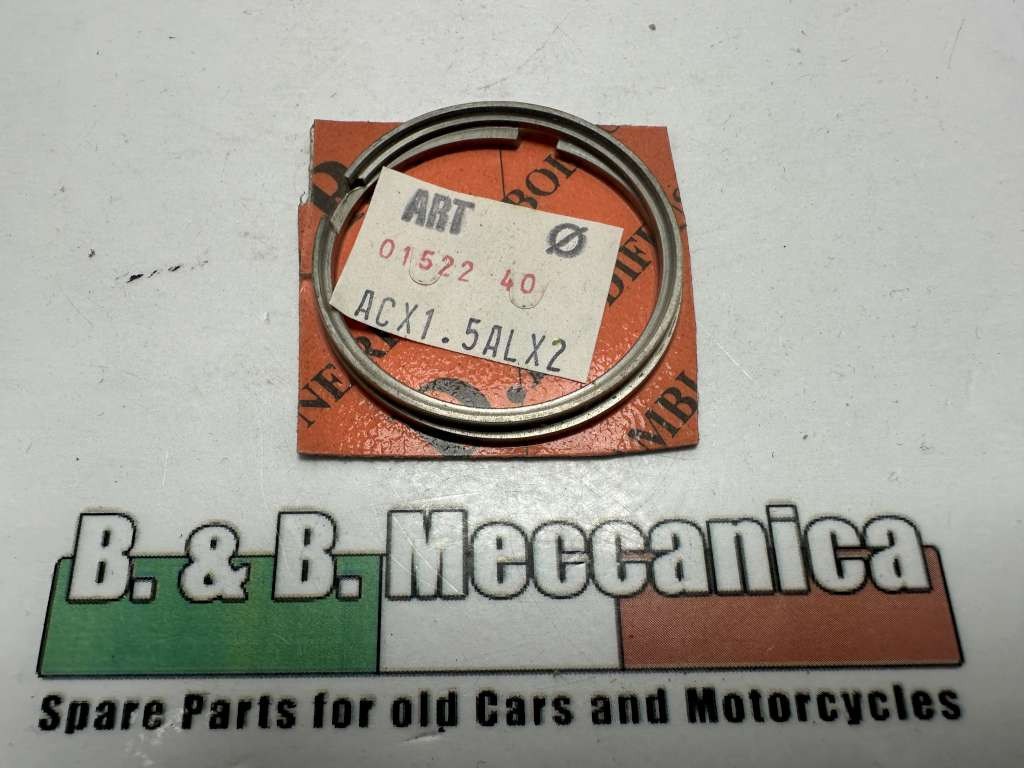 ART Ø
01522 40
ACX1.5ALX2
B. & B. Meccanica
Spare Parts for old Cars and Motorcycles